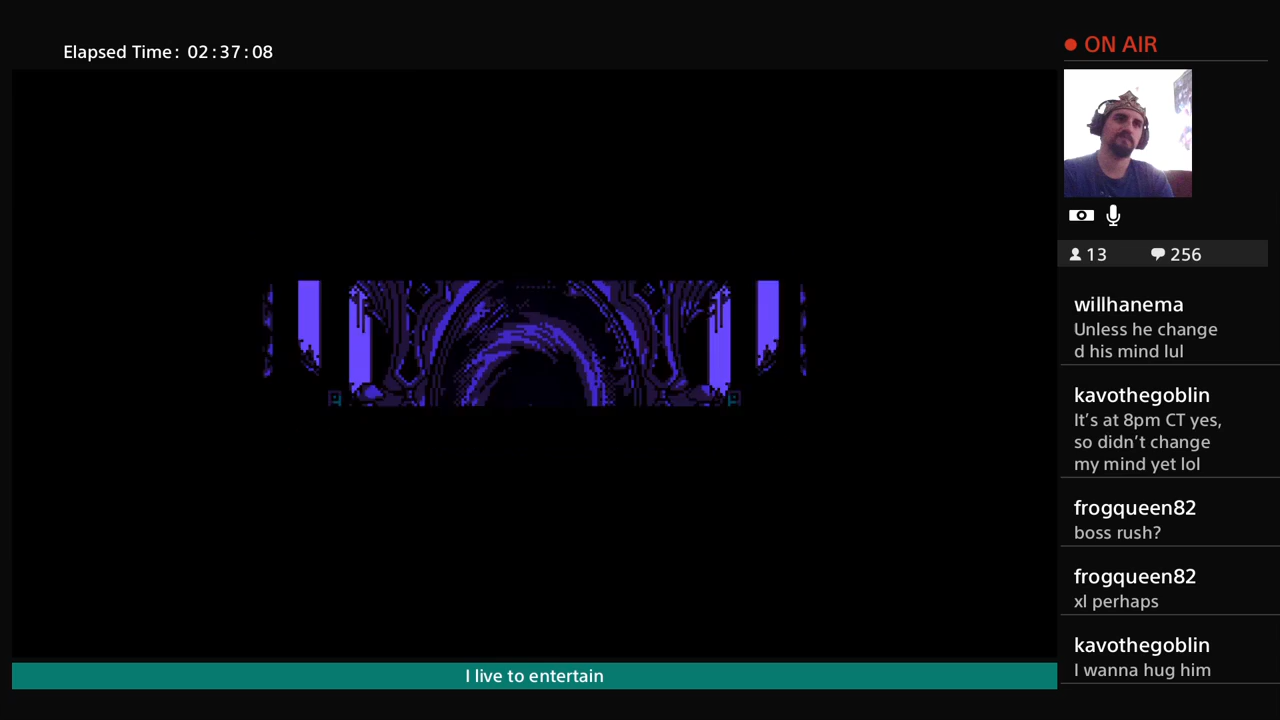 Elapsed Time: 02:37:08
ON AIR
13 256
willhanema
Unless he change
d his mind lul
kavothegoblin
It's at 8pm CT yes,
so didn't change
my mind yet lol
frogqueen82
boss rush?
frogqueen82
xl perhaps
kavothegoblin
I wanna hug him
I live to entertain